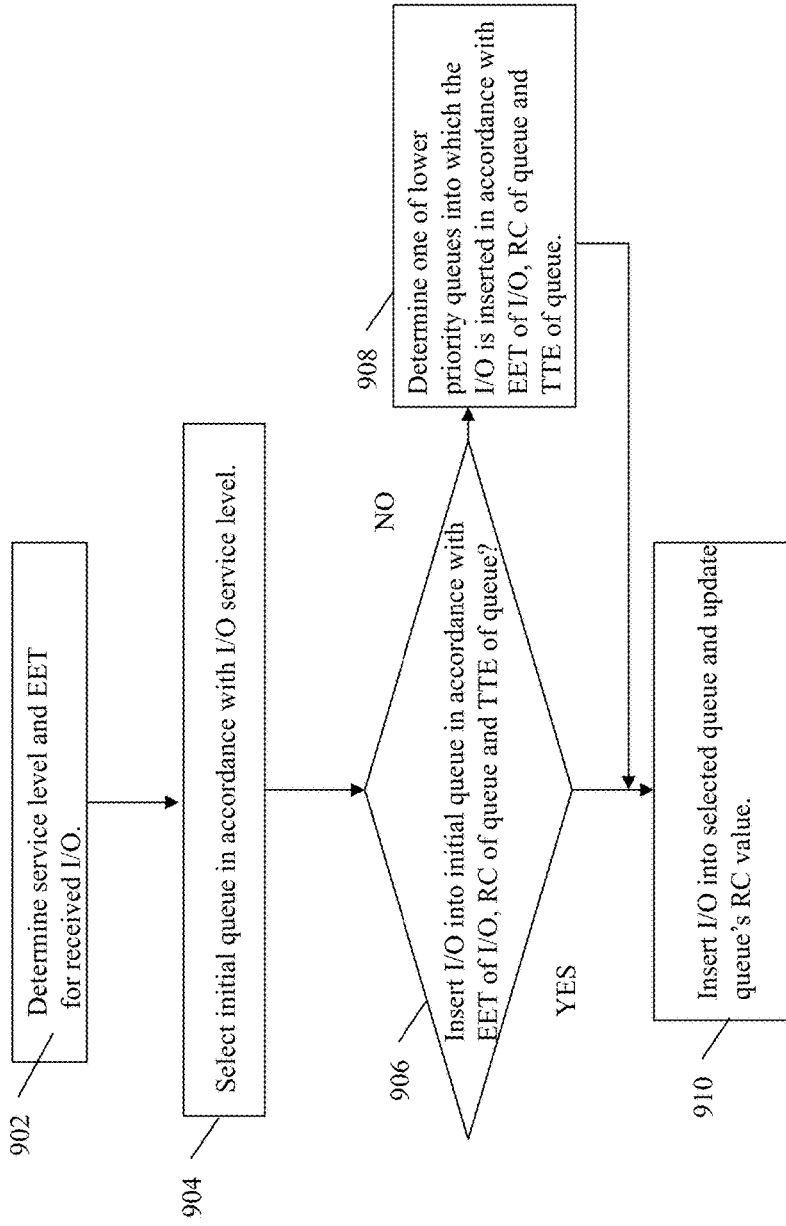 902
Determine service level and EET
for received I/O.
904
Select initial queue in accordance with I/O service level.
906
Insert I/O into initial queue in accordance with
EET of I/O, RC of queue and TTE of queue?
NO
YES
908
Determine one of lower
priority queues into which the
I/O is inserted in accordance with
EET of I/O, RC of queue and
TTE of queue.
910
Insert I/O into selected queue and update
queue's RC value.